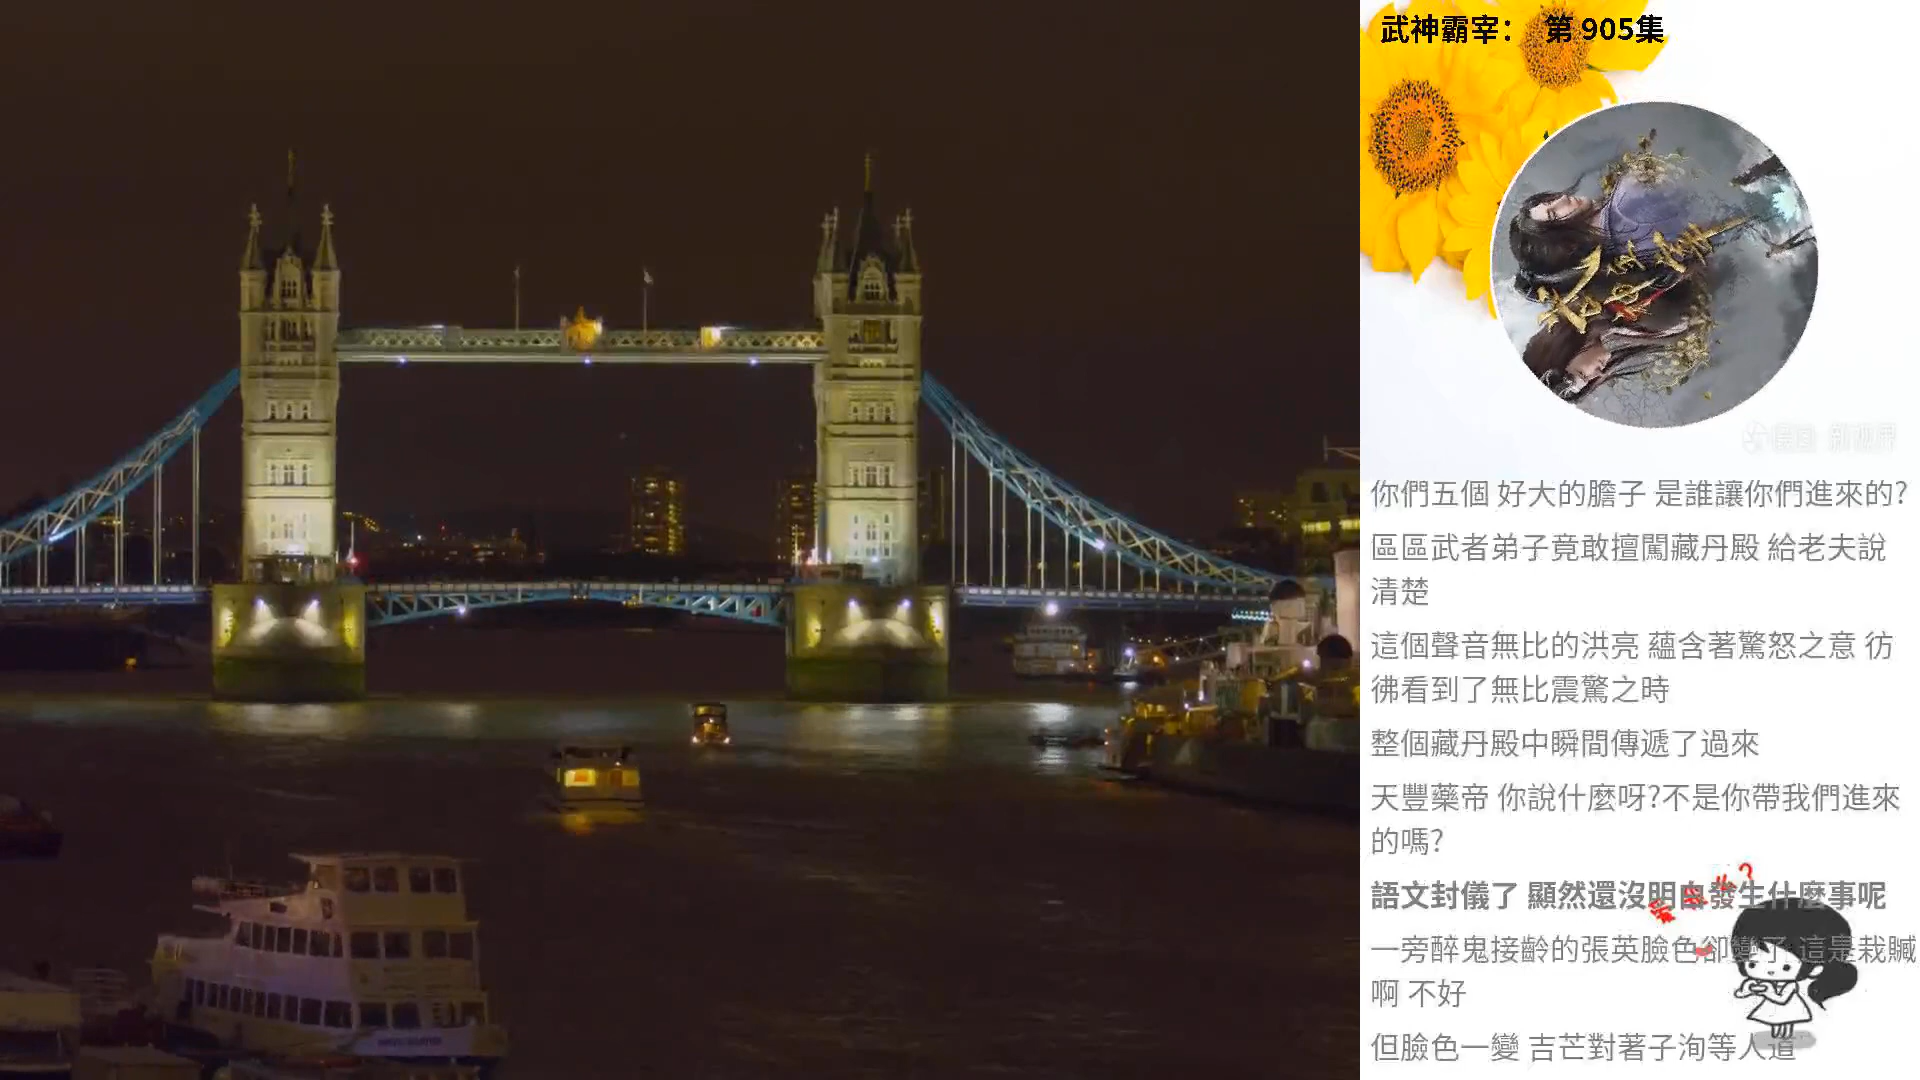 武神霸宰： 第 905集
你們五個 好大的膽子 是誰讓你們進來的?
區區武者弟子竟敢擅闖藏丹殿 給老夫說
清楚
這個聲音無比的洪亮 蘊含著驚怒之意 彷
彿看到了無比震驚之時
整個藏丹殿中瞬間傳遞了過來
天豐藥帝 你說什麼呀?不是你帶我們進來
的嗎?
語文封儀了 顯然還沒明白發生什麼事呢
一旁醉鬼接齡的張英臉色卻變了 這是栽贓
啊 不好
但臉色一變 吉芒對著子洵等人道